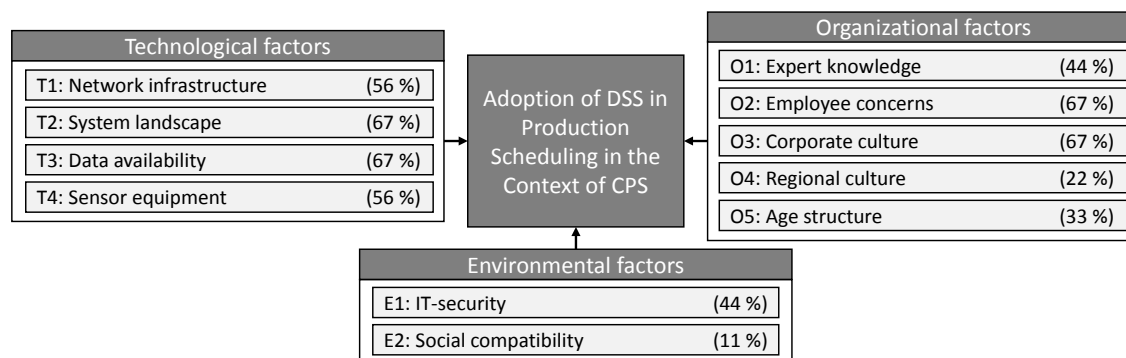 Technological factors
T1: Network infrastructure (56 %)
T2: System landscape (67 %)
T3: Data availability (67 %)
T4: Sensor equipment (56 %)
Adoption of DSS in
Production
Scheduling in the
Context of CPS
Organizational factors
O1: Expert knowledge (44 %)
O2: Employee concerns (67 %)
O3: Corporate culture (67 %)
O4: Regional culture (22 %)
O5: Age structure (33 %)
Environmental factors
E1: IT-security (44 %)
E2: Social compatibility (11 %)